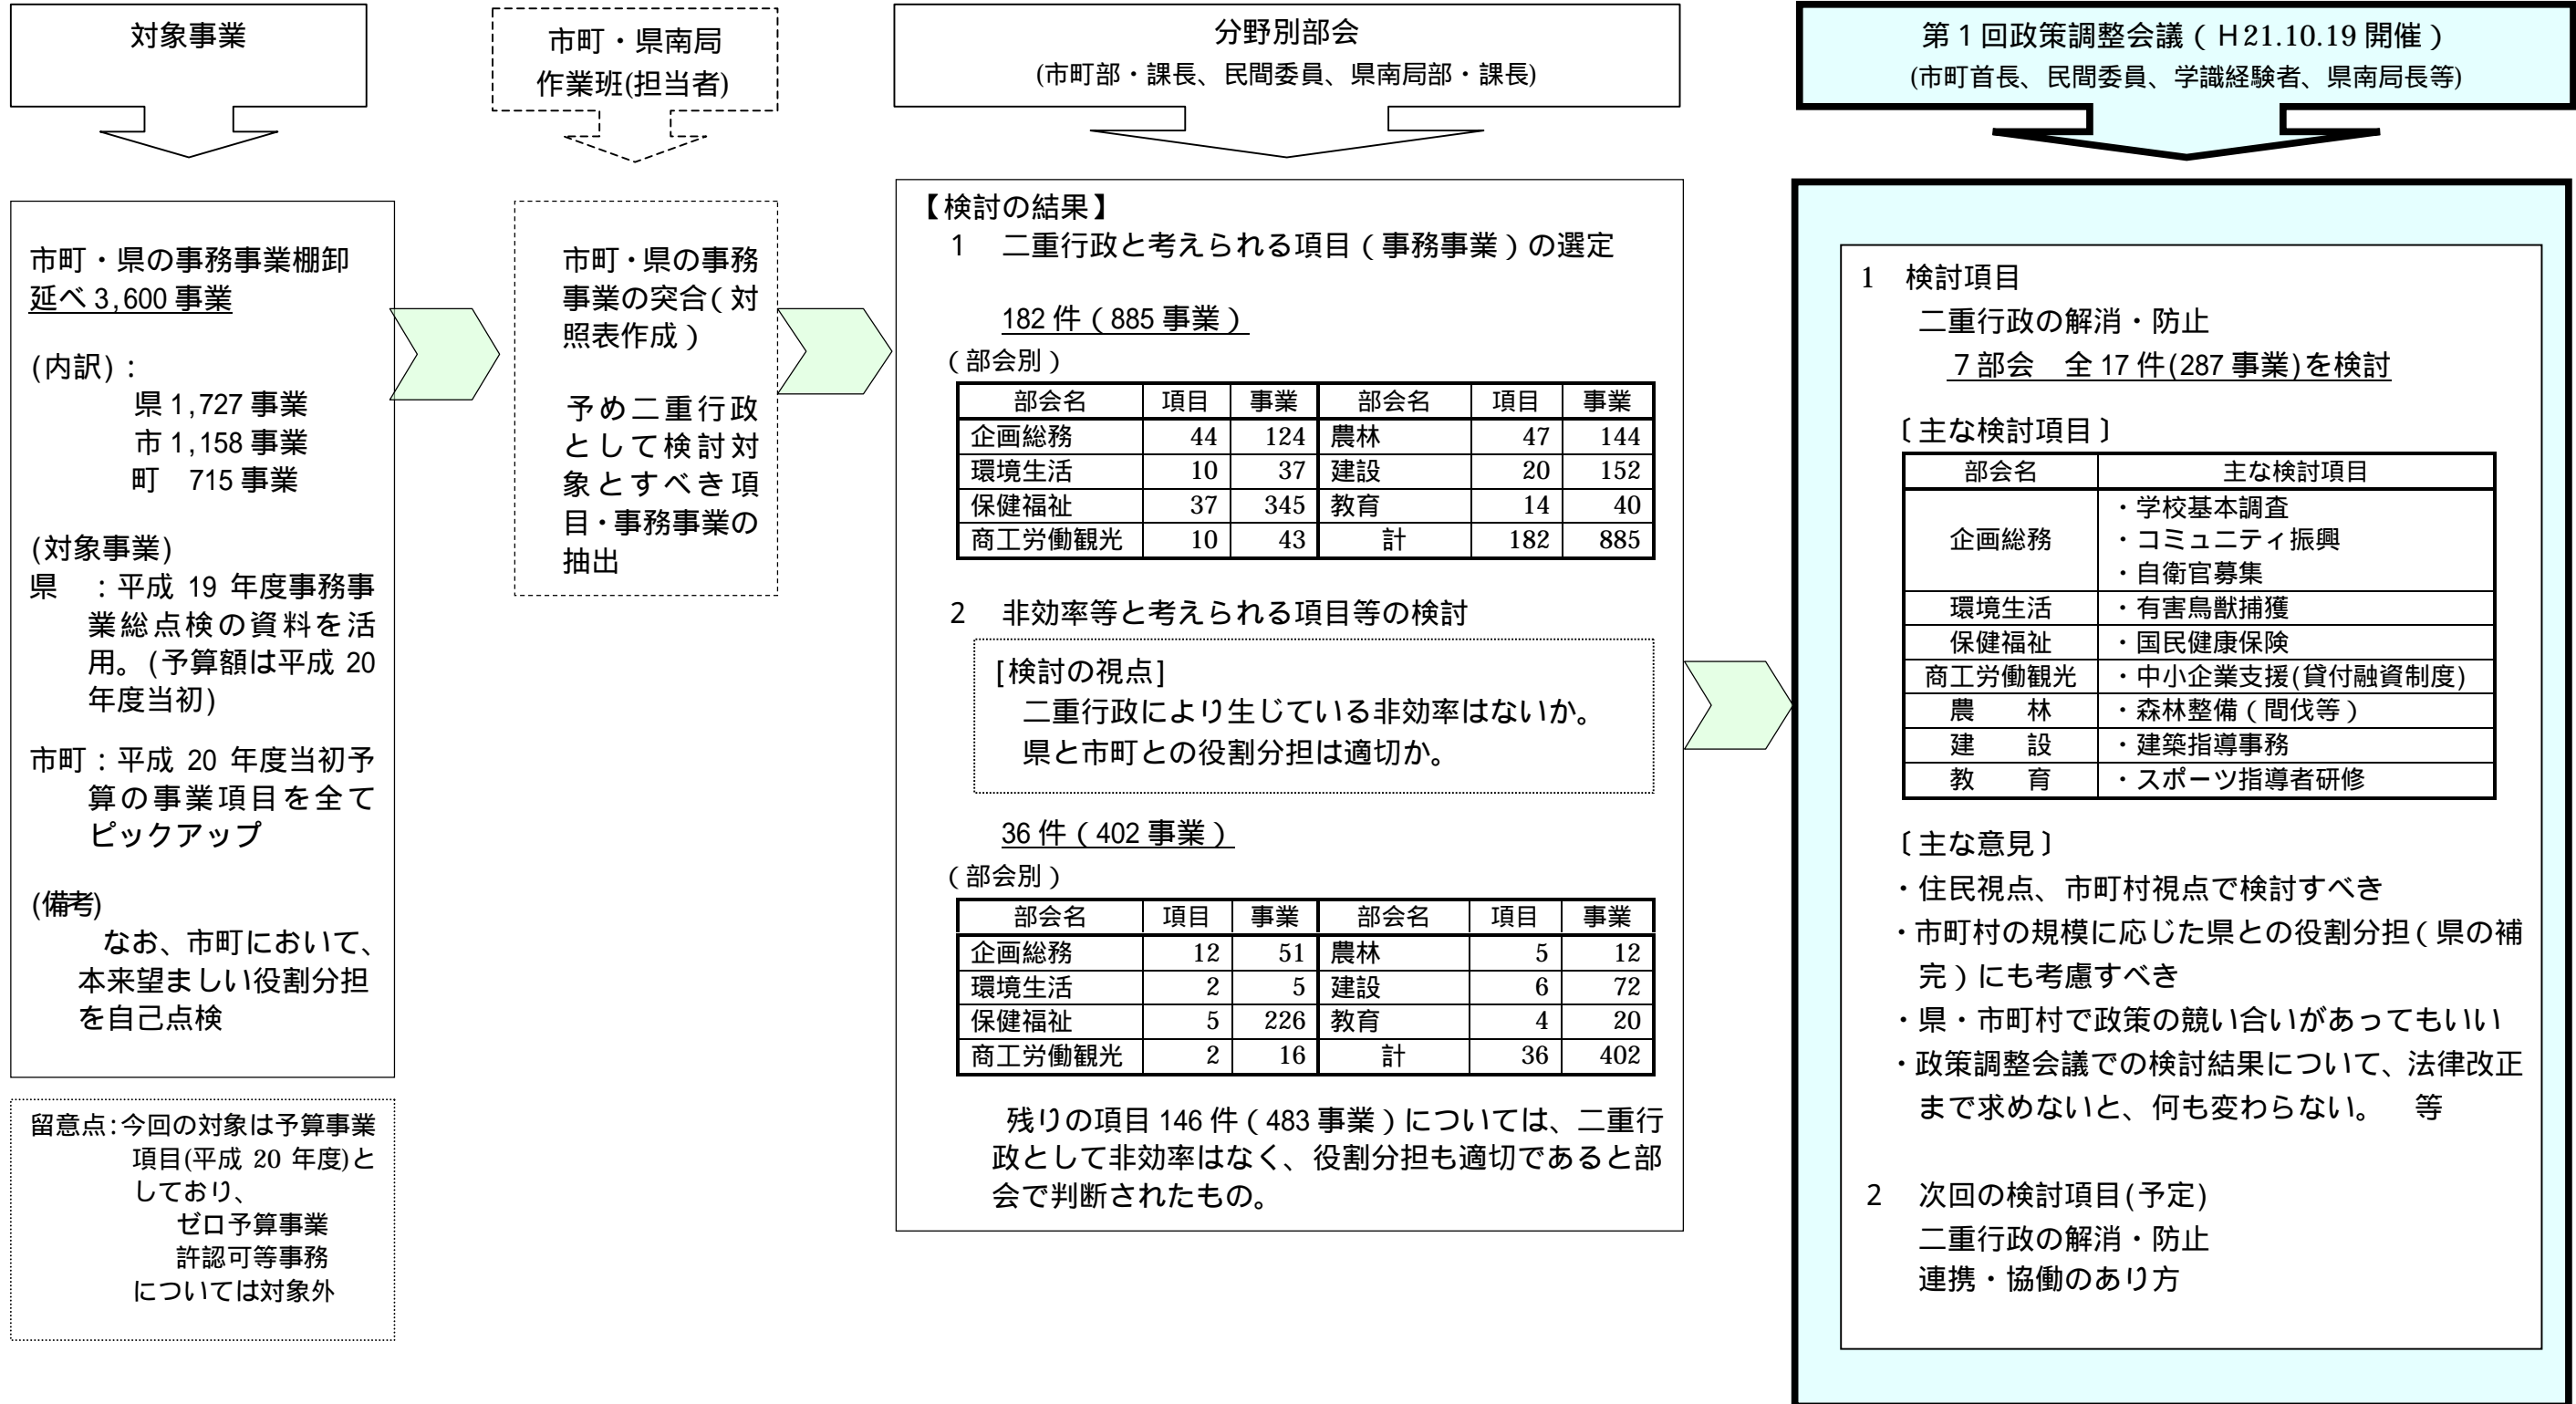 対象事業
市町・県南局
作業班(担当者)
分野別部会
(市町部・課長、民間委員、県南局部・課長)
第1回政策調整会議(H21.10.19開催)
(市町首長、民間委員、学識経験者、県南局長等)
市町・県の事務事業棚卸
延べ3,600事業
(内訳):
県1,727事業
市1,158事業
町 715事業
(対象事業)
県 :平成 19 年度事務事
業総点検の資料を活
用。(予算額は平成 20
年度当初)
市町:平成 20 年度当初予
算の事業項目を全て
ピックアップ
(備考)
なお、市町において、
本来望ましい役割分担
を自己点検
留意点:今回の対象は予算事業
項目(平成 20 年度)と
しており、
ゼロ予算事業
許認可等事務
については対象外
市町・県の事務
事業の突合(対
照表作成)
予め二重行政
として検討対
象とすべき項
目・事務事業の
抽出
【検討の結果】
1 二重行政と考えられる項目(事務事業)の選定
182件(885事業)
(部会別)
部会名 項目 事業 部会名 項目 事業
企画総務 44 124 農林 47 144
環境生活 10 37 建設 20 152
保健福祉 37 345 教育 14 40
商工労働観光 10 43 計 182 885
2 非効率等と考えられる項目等の検討
[検討の視点]
二重行政により生じている非効率はないか。
県と市町との役割分担は適切か。
36件(402事業)
(部会別)
部会名 項目 事業 部会名 項目 事業
企画総務 12 51 農林 5 12
環境生活 2 5 建設 6 72
保健福祉 5 226 教育 4 20
商工労働観光 2 16 計 36 402
残りの項目146件(483事業)については、二重行
政として非効率はなく、役割分担も適切であると部
会で判断されたもの。
1 検討項目
二重行政の解消・防止
7部会 全17件(287事業)を検討
〔主な検討項目〕
部会名 主な検討項目
企画総務 ・学校基本調査
・コミュニティ振興
・自衛官募集
環境生活 ・有害鳥獣捕獲
保健福祉 ・国民健康保険
商工労働観光 ・中小企業支援(貸付融資制度)
農 林 ・森林整備(間伐等)
建 設 ・建築指導事務
教 育 ・スポーツ指導者研修
〔主な意見〕
・住民視点、市町村視点で検討すべき
・市町村の規模に応じた県との役割分担(県の補
完)にも考慮すべき
・県・市町村で政策の競い合いがあってもいい
・政策調整会議での検討結果について、法律改正
まで求めないと、何も変わらない。 等
2 次回の検討項目(予定)
二重行政の解消・防止
連携・協働のあり方